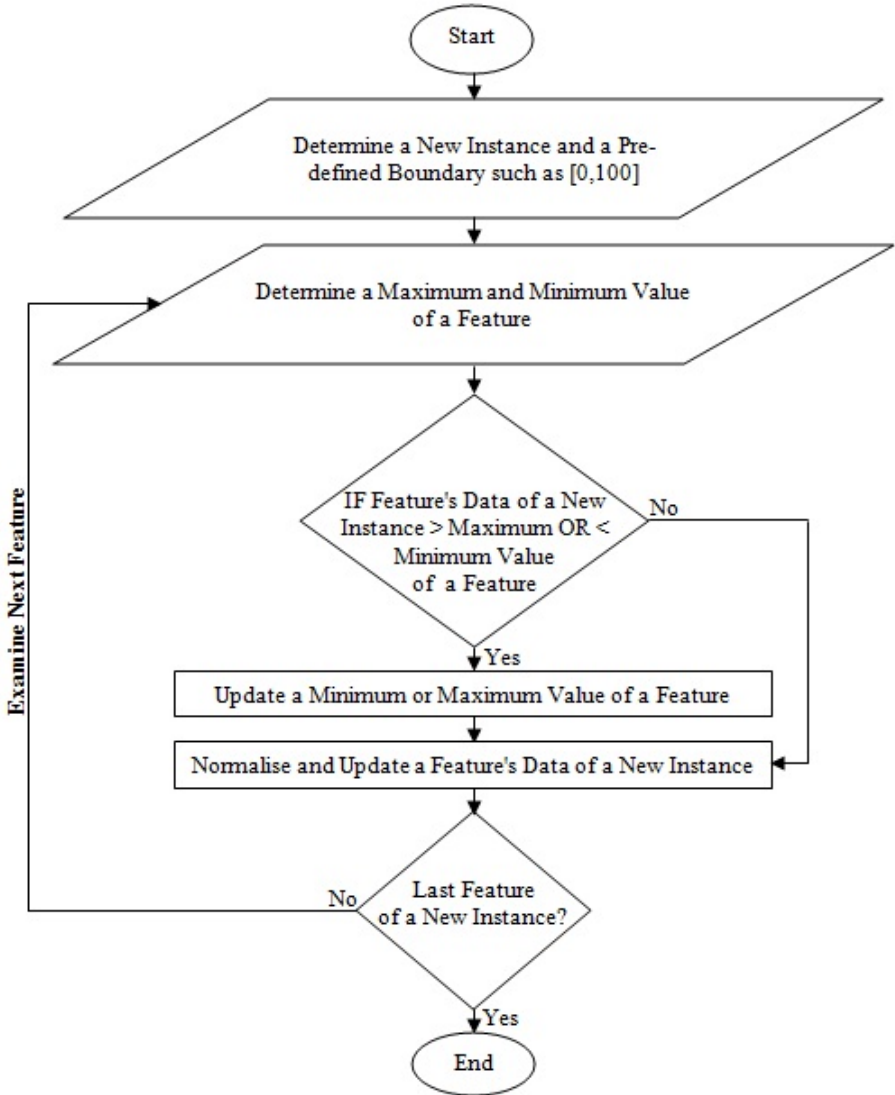 Start
Determine a New Instance and a Pre-
defined Boundary such as [0,100]
Determine a Maximum and Minimum Value
of a Feature
IF Feature's Data of a New
Instance > Maximum OR <
Minimum Value
of a Feature
No
Yes
Update a Minimum or Maximum Value of a Feature
Normalise and Update a Feature's Data of a New Instance
Examine Next Feature
No
Last Feature
of a New Instance?
Yes
End